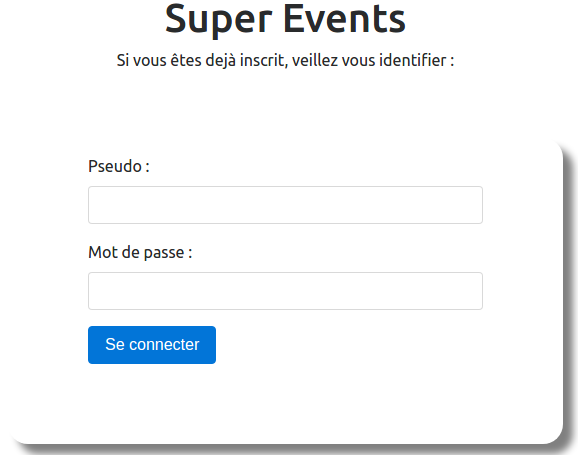 Super Events
Si vous êtes dejà inscrit, veillez vous identifier :
Pseudo :
Mot de passe :
Se connecter